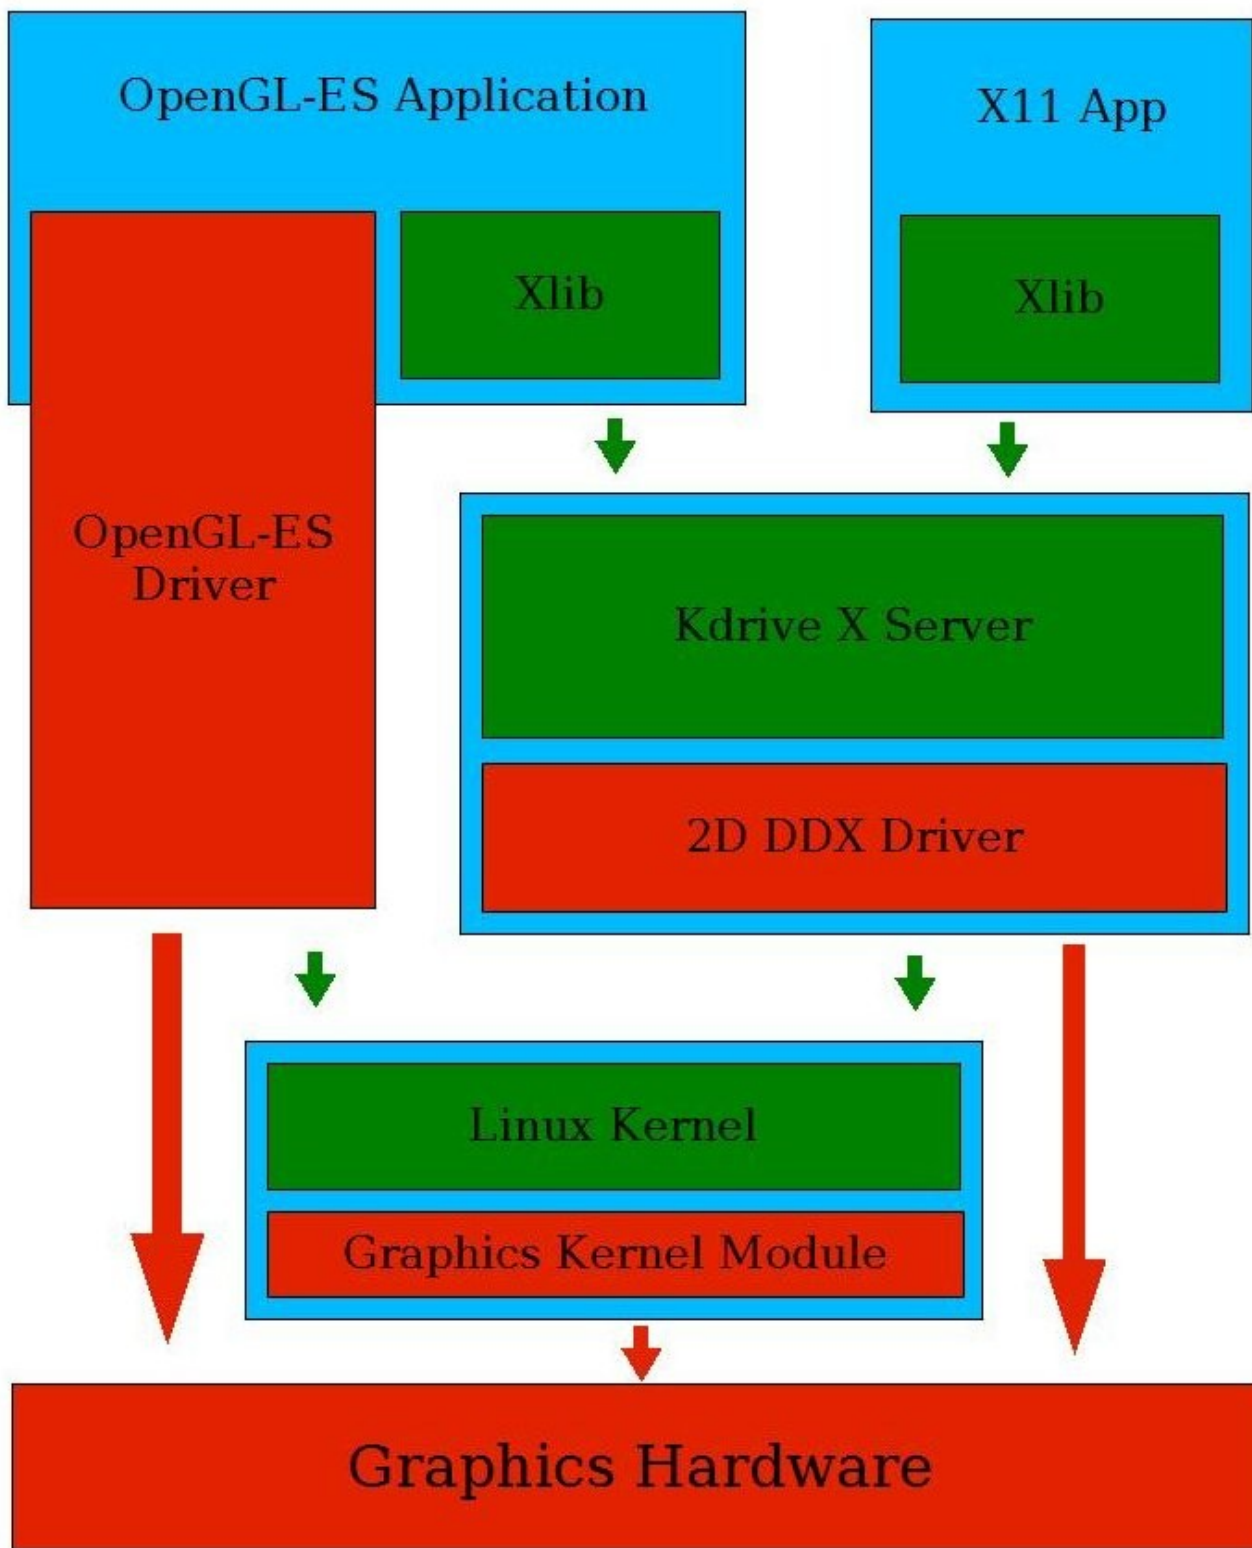 OpenGL-ES Application
X11 App
Xlib
Xlib
OpenGL-ES
Driver
Kdrive X Server
2D DDX Driver
Linux Kernel
Graphics Kernel Module
Graphics Hardware